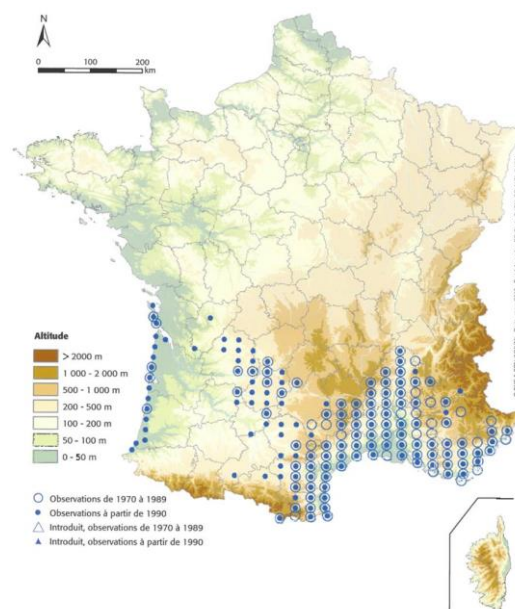 N
0 100 200
km
Altitude
> 2000 m
1 000 - 2 000 m
500 - 1 000 m
200 - 500 m
100 - 200 m
50 - 100 m
0 - 50 m
Observations de 1970 à 1989
Observations à partir de 1990
Introduit, observations de 1970 à 1989
Introduit, observations à partir de 1990